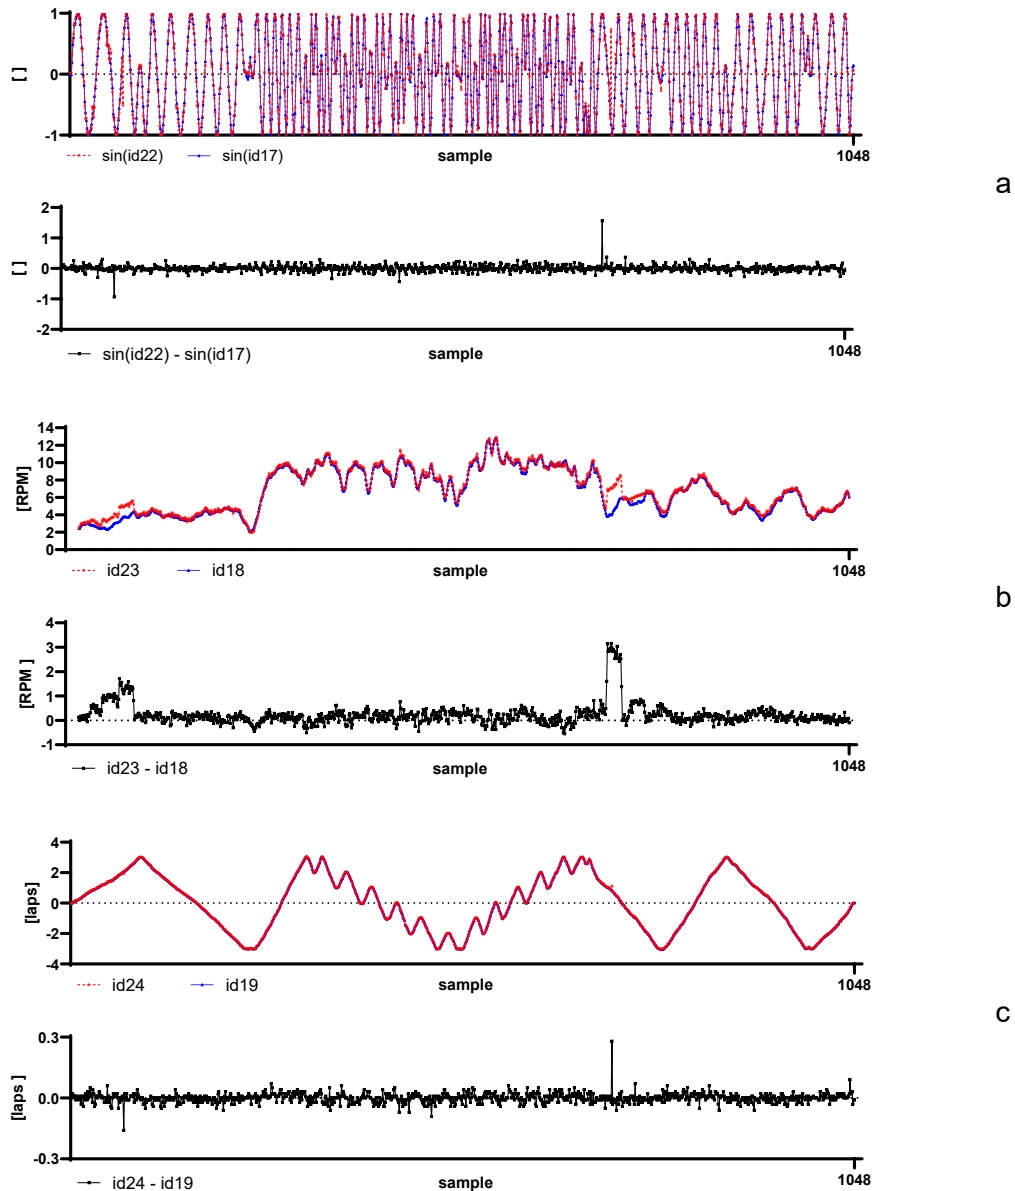 1
[ ]
0
-1
sin(id22) sin(id17) sample 1048
a
2
1
[ ]
0
-1
-2
sin(id22) - sin(id17) sample 1048
14
12
10
[RPM]
8
6
4
2
0
id23 id18 sample 1048
b
4
3
2
[RPM ]
1
0
-1
id23 - id18 sample 1048
4
2
[laps]
0
-2
-4
id24 id19 sample 1048
c
0.3
[laps ]
0.0
-0.3
id24 - id19 sample 1048